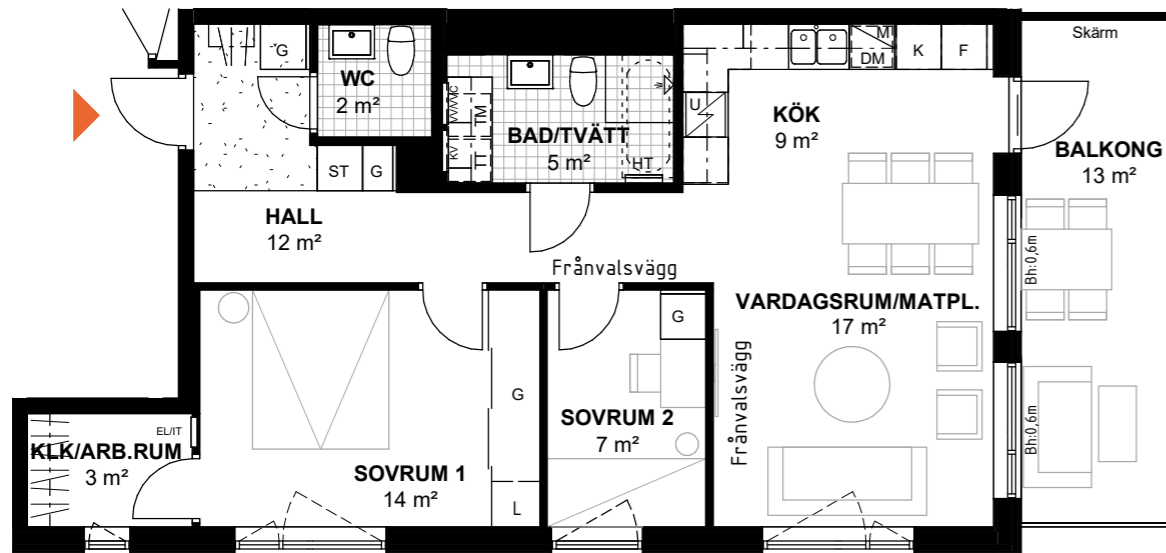 Skärm
G
WC
2 m²
M
DM
K
F
U
KÖK
9 m²
VV/VVC
TM
KV
TT
BAD/TVÄTT
5 m²
HT
BALKONG
13 m²
ST
G
HALL
12 m²
Frånvalsvägg
Bh:0,6m
VARDAGSRUM/MATPL.
17 m²
G
Frånvalsvägg
G
SOVRUM 2
7 m²
EL/IT
KLK/ARB.RUM
3 m²
SOVRUM 1
14 m²
L
Bh:0,6m